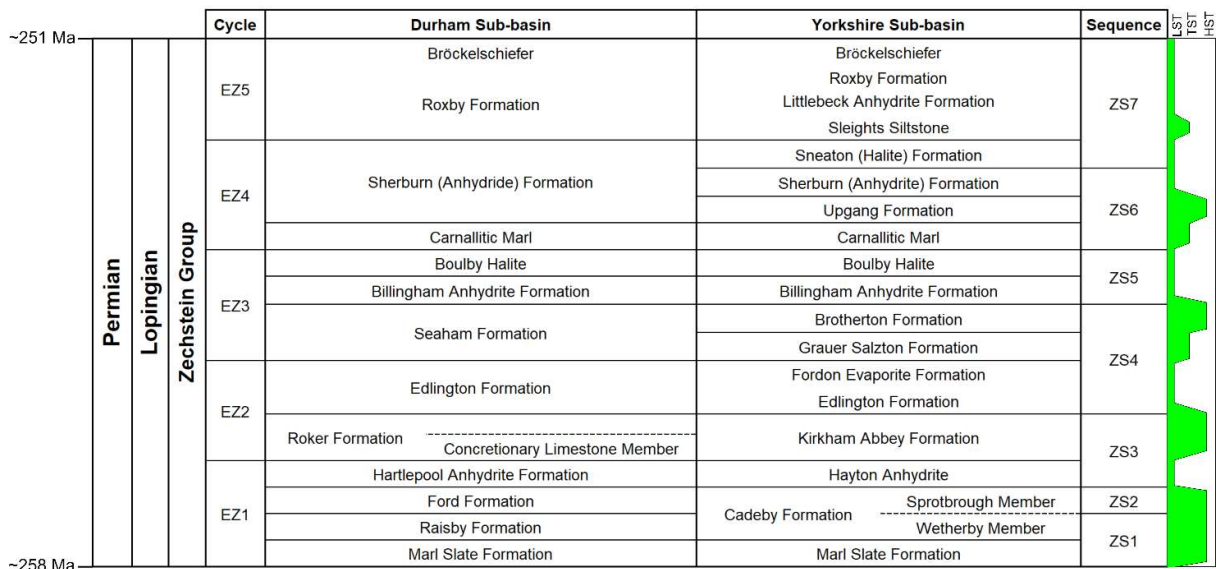 Cycle Durham Sub-basin Yorkshire Sub-basin Sequence LST TST HST
~251 Ma
Permian
Lopingian
Zechstein Group
EZ5
Bröckelschiefer
Roxby Formation
Bröckelschiefer
Roxby Formation
Littlebeck Anhydrite Formation
Sleights Siltstone
ZS7
EZ4
Sherburn (Anhydride) Formation
Carnallitic Marl
Sneaton (Halite) Formation
Sherburn (Anhydrite) Formation
Upgang Formation
Carnallitic Marl
ZS6
EZ3
Boulby Halite
Billingham Anhydrite Formation
Seaham Formation
Boulby Halite
Billingham Anhydrite Formation
Brotherton Formation
Grauer Salzton Formation
ZS5
ZS4
EZ2
Edlington Formation
Roker Formation
Concretionary Limestone Member
Fordon Evaporite Formation
Edlington Formation
Kirkham Abbey Formation
ZS3
EZ1
Hartlepool Anhydrite Formation
Ford Formation
Raisby Formation
Marl Slate Formation
Hayton Anhydrite
Cadeby Formation
Sprotbrough Member
Wetherby Member
Marl Slate Formation
ZS2
ZS1
~258 Ma